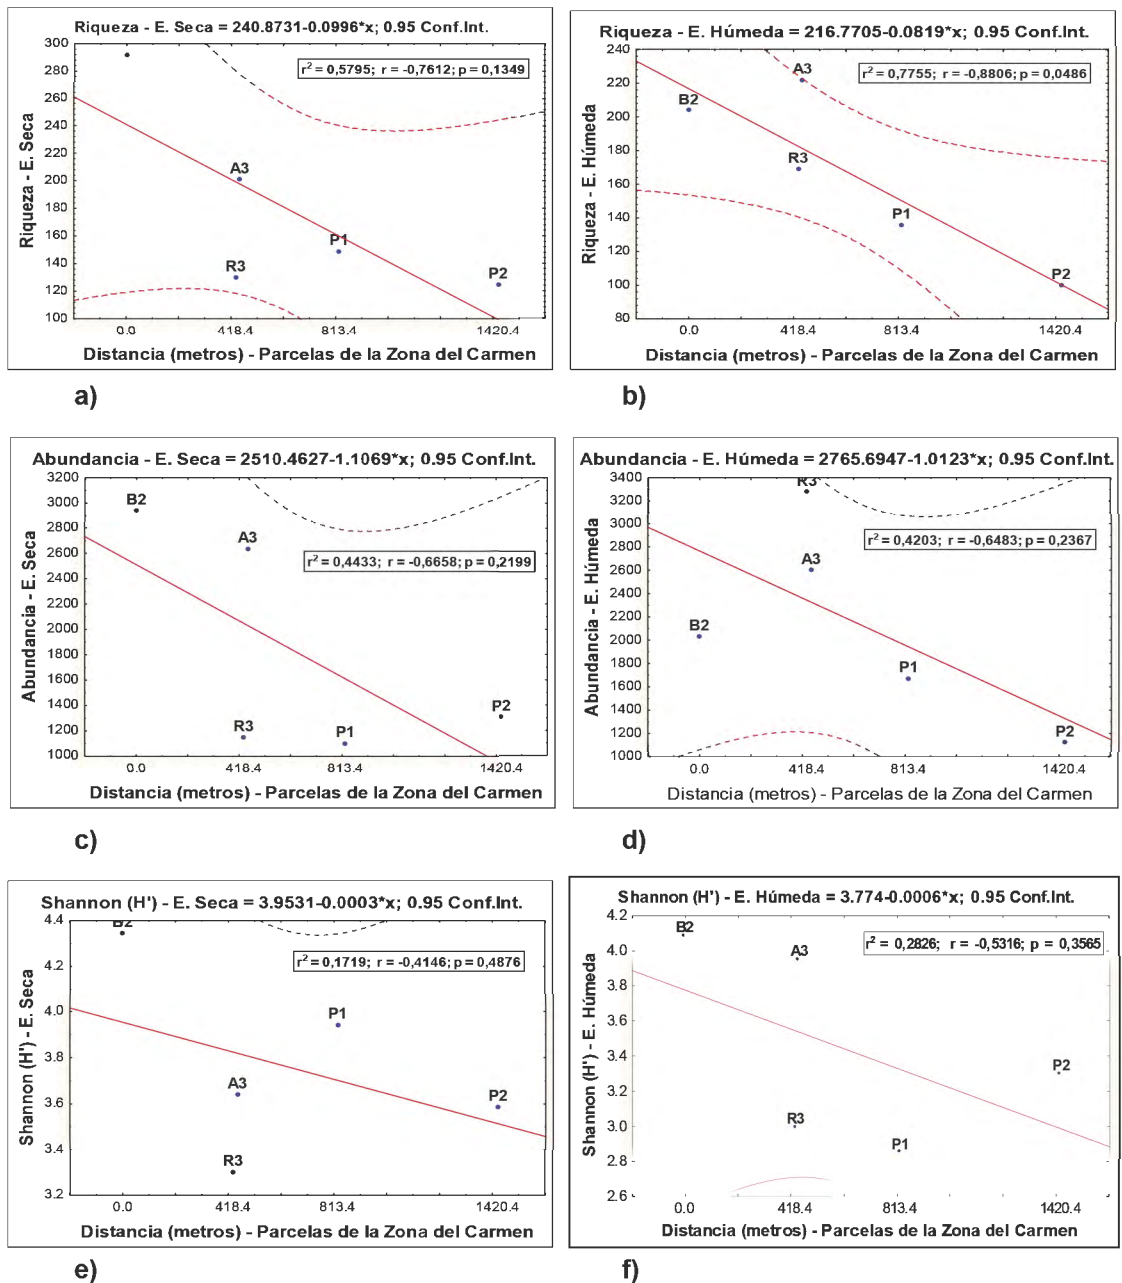 Riqueza - E. Seca = 240.8731-0.0996*x; 0.95 Conf.Int.
r² = 0,5795; r = -0,7612; p = 0,1349
Riqueza - E. Seca
300
280
260
240
220
200
180
160
140
120
100
A3
R3
P1
P2
0.0
418.4
813.4
1420.4
Distancia (metros) - Parcelas de la Zona del Carmen
a)
Riqueza - E. Húmeda = 216.7705-0.0819*x; 0.95 Conf.Int.
r² = 0,7755; r = -0,8806; p = 0,0486
Riqueza - E. Húmeda
240
220
200
180
160
140
120
100
80
B2
A3
R3
P1
P2
0.0
418.4
813.4
1420.4
Distancia (metros) - Parcelas de la Zona del Carmen
b)
Abundancia - E. Seca = 2510.4627-1.1069*x; 0.95 Conf.Int.
r² = 0,4433; r = -0,6658; p = 0,2199
Abundancia - E. Seca
3200
3000
2800
2600
2400
2200
2000
1800
1600
1400
1200
1000
B2
A3
R3
P1
P2
0.0
418.4
813.4
1420.4
Distancia (metros) - Parcelas de la Zona del Carmen
c)
Abundancia - E. Húmeda = 2765.6947-1.0123*x; 0.95 Conf.Int.
r² = 0,4203; r = -0,6483; p = 0,2367
Abundancia - E. Húmeda
3400
3200
3000
2800
2600
2400
2200
2000
1800
1600
1400
1200
1000
R3
A3
B2
P1
P2
0.0
418.4
813.4
1420.4
Distancia (metros) - Parcelas de la Zona del Carmen
d)
Shannon (H') - E. Seca = 3.9531-0.0003*x; 0.95 Conf.Int.
r² = 0,1719; r = -0,4146; p = 0,4876
Shannon (H') - E. Seca
4.4
4.2
4.0
3.8
3.6
3.4
3.2
B2
P1
A3
P2
R3
0.0
418.4
813.4
1420.4
Distancia (metros) - Parcelas de la Zona del Carmen
e)
Shannon (H') - E. Húmeda = 3.774-0.0006*x; 0.95 Conf.Int.
r² = 0,2826; r = -0,5316; p = 0,3565
Shannon (H') - E. Húmeda
4.2
4.0
3.8
3.6
3.4
3.2
3.0
2.8
2.6
B2
A3
P2
R3
P1
0.0
418.4
813.4
1420.4
Distancia (metros) - Parcelas de la Zona del Carmen
f)